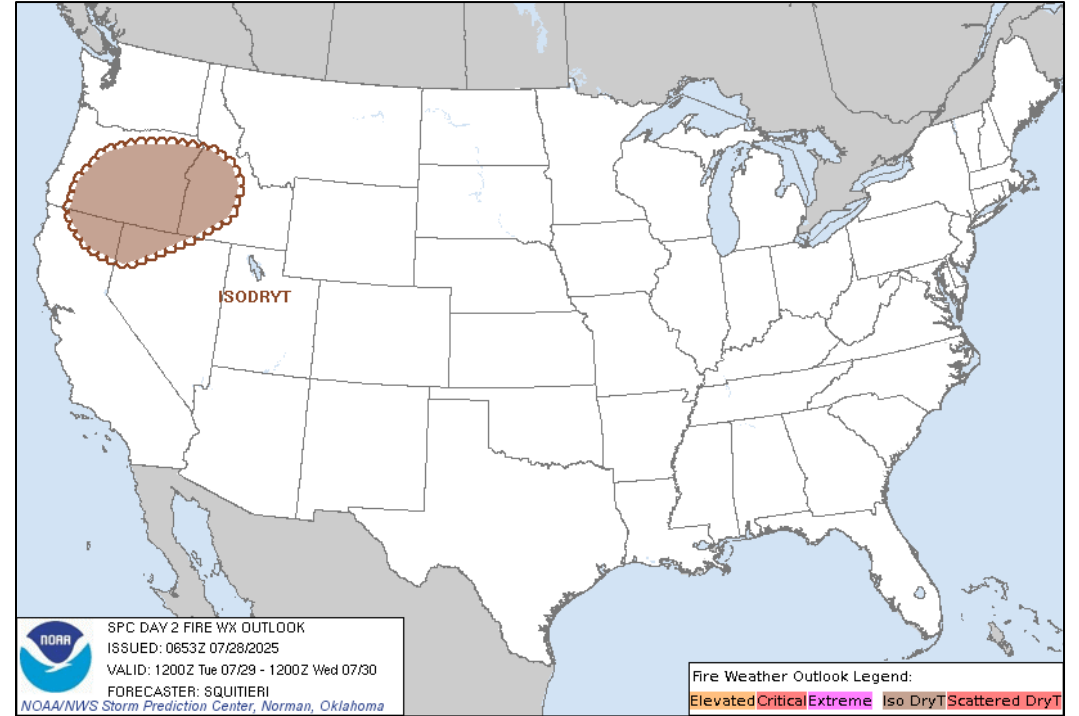 ISODRYT
NOAA
SPC DAY 2 FIRE WX OUTLOOK
ISSUED: 0653Z 07/28/2025
VALID: 1200Z Tue 07/29 - 1200Z Wed 07/30
FORECASTER: SQUITIERI
NOAA/NWS Storm Prediction Center, Norman, Oklahoma
Fire Weather Outlook Legend:
Elevated Critical Extreme Iso DryT Scattered DryT